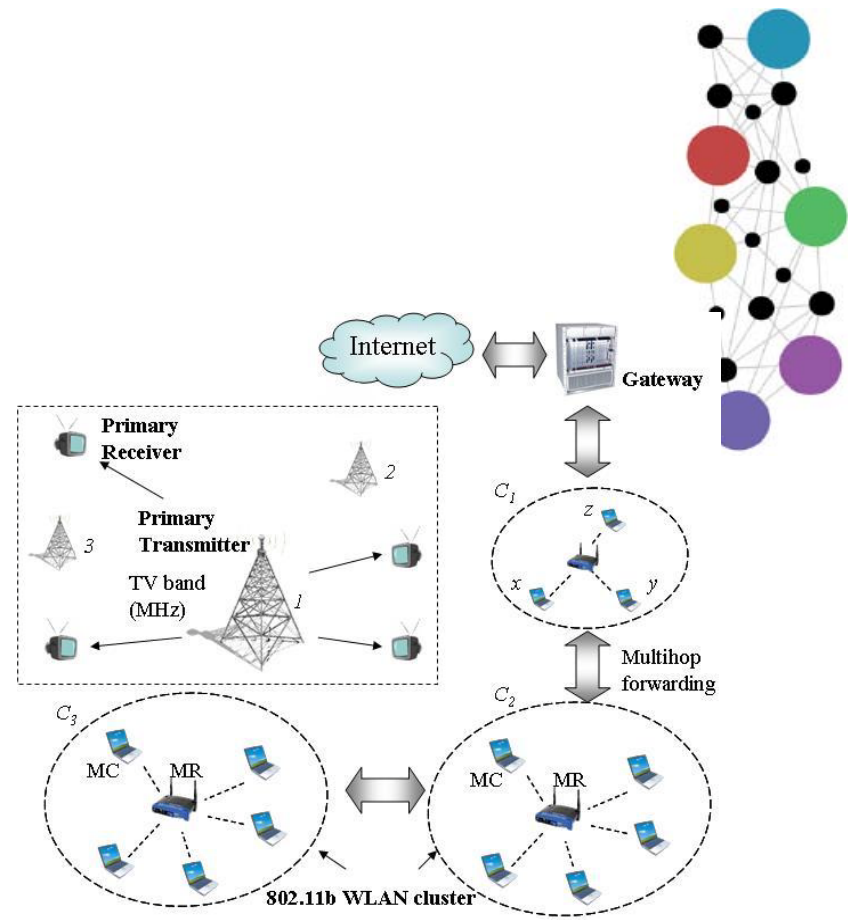 Internet
Gateway
Primary
Receiver
2
3
Primary
Transmitter
TV band
(MHz)
1
C1
z
x
y
Multihop
forwarding
C3
MC
MR
C2
MC
MR
802.11b WLAN cluster